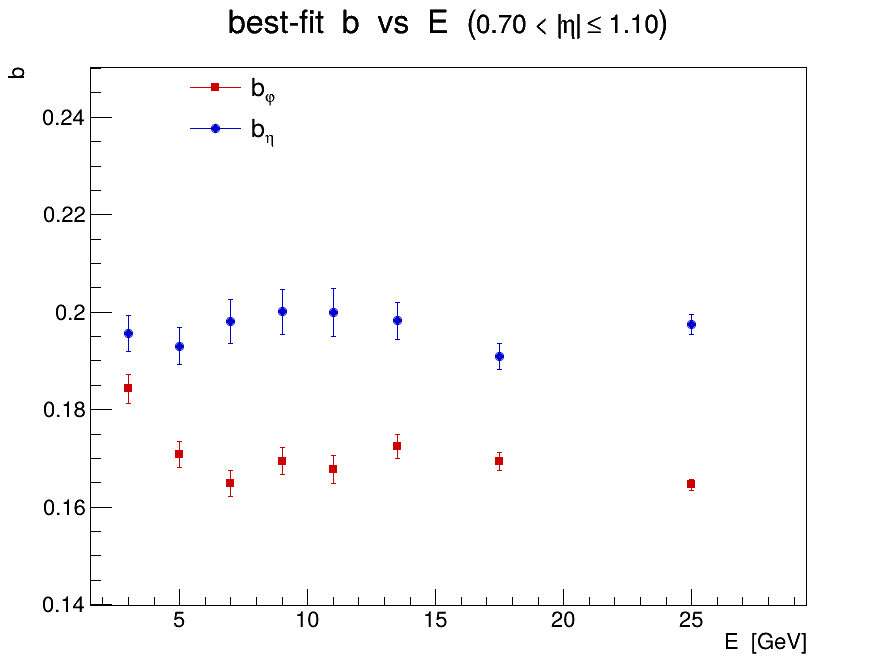 best-fit b vs E (0.70 < |η| ≤ 1.10)
b
b_φ
b_η
0.24
0.22
0.2
0.18
0.16
0.14
5 10 15 20 25
E [GeV]